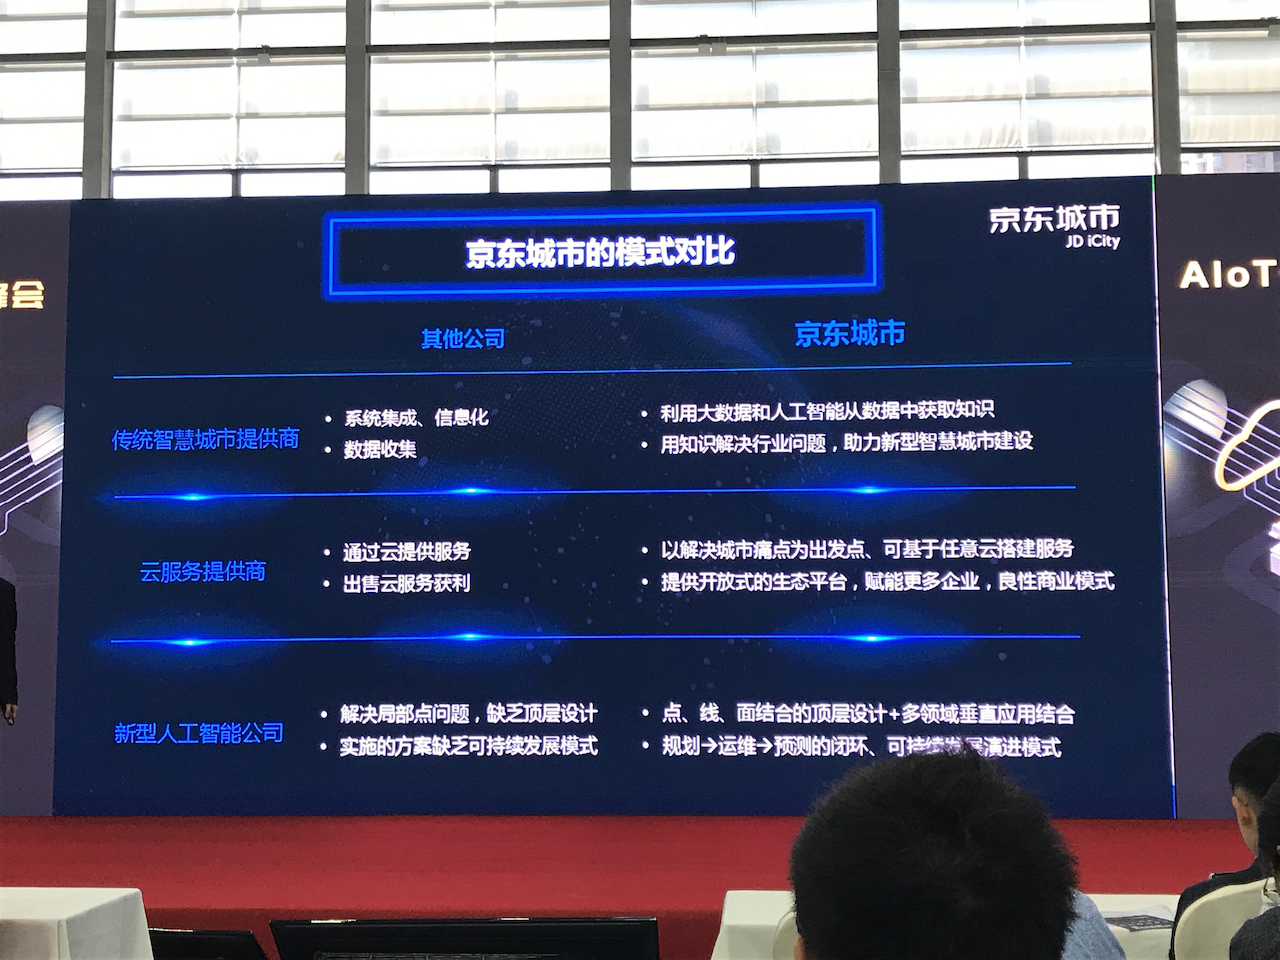 京东城市
JD iCity
京东城市的模式对比
峰会
AIoT
其他公司
京东城市
传统智慧城市提供商
• 系统集成、信息化
• 数据收集
• 利用大数据和人工智能从数据中获取知识
• 用知识解决行业问题，助力新型智慧城市建设
云服务提供商
• 通过云提供服务
• 出售云服务获利
• 以解决城市痛点为出发点、可基于任意云搭建服务
• 提供开放式的生态平台，赋能更多企业，良性商业模式
新型人工智能公司
• 解决局部点问题，缺乏顶层设计
• 实施的方案缺乏可持续发展模式
• 点、线、面结合的顶层设计+多领域垂直应用结合
• 规划→运维→预测的闭环、可持续发展演进模式